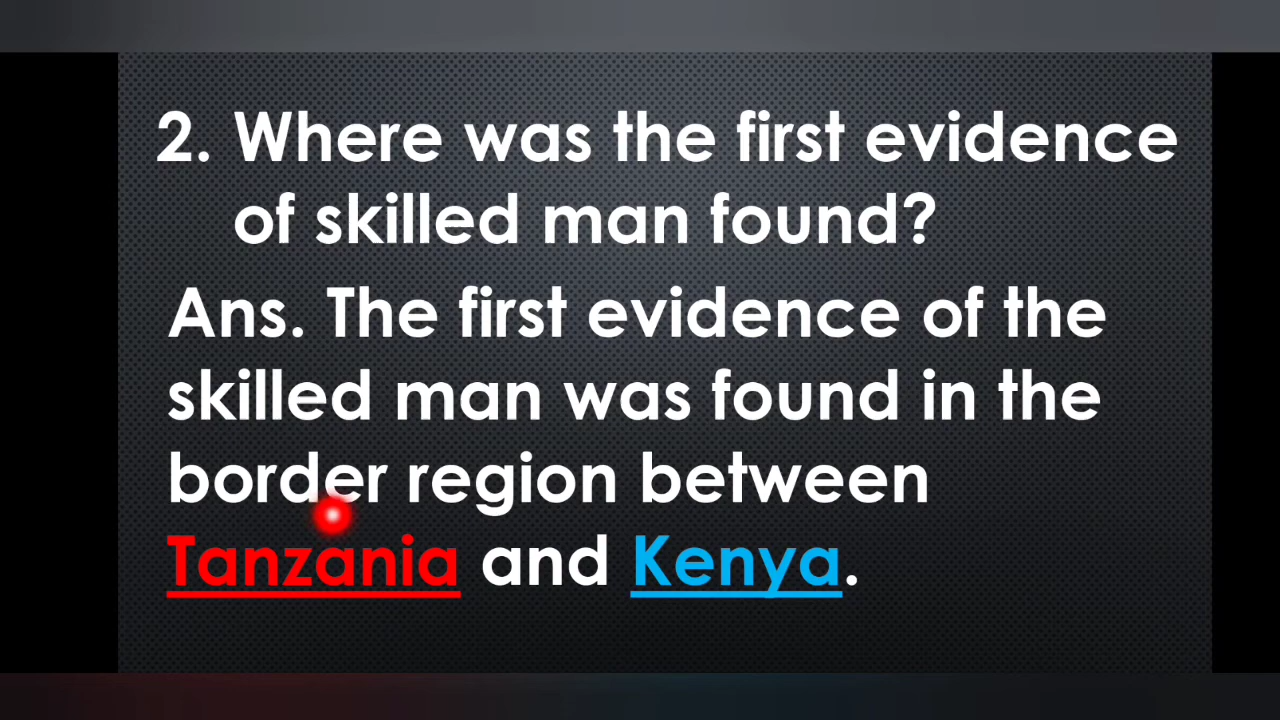 2. Where was the first evidence
of skilled man found?
Ans. The first evidence of the
skilled man was found in the
border region between
Tanzania and Kenya.